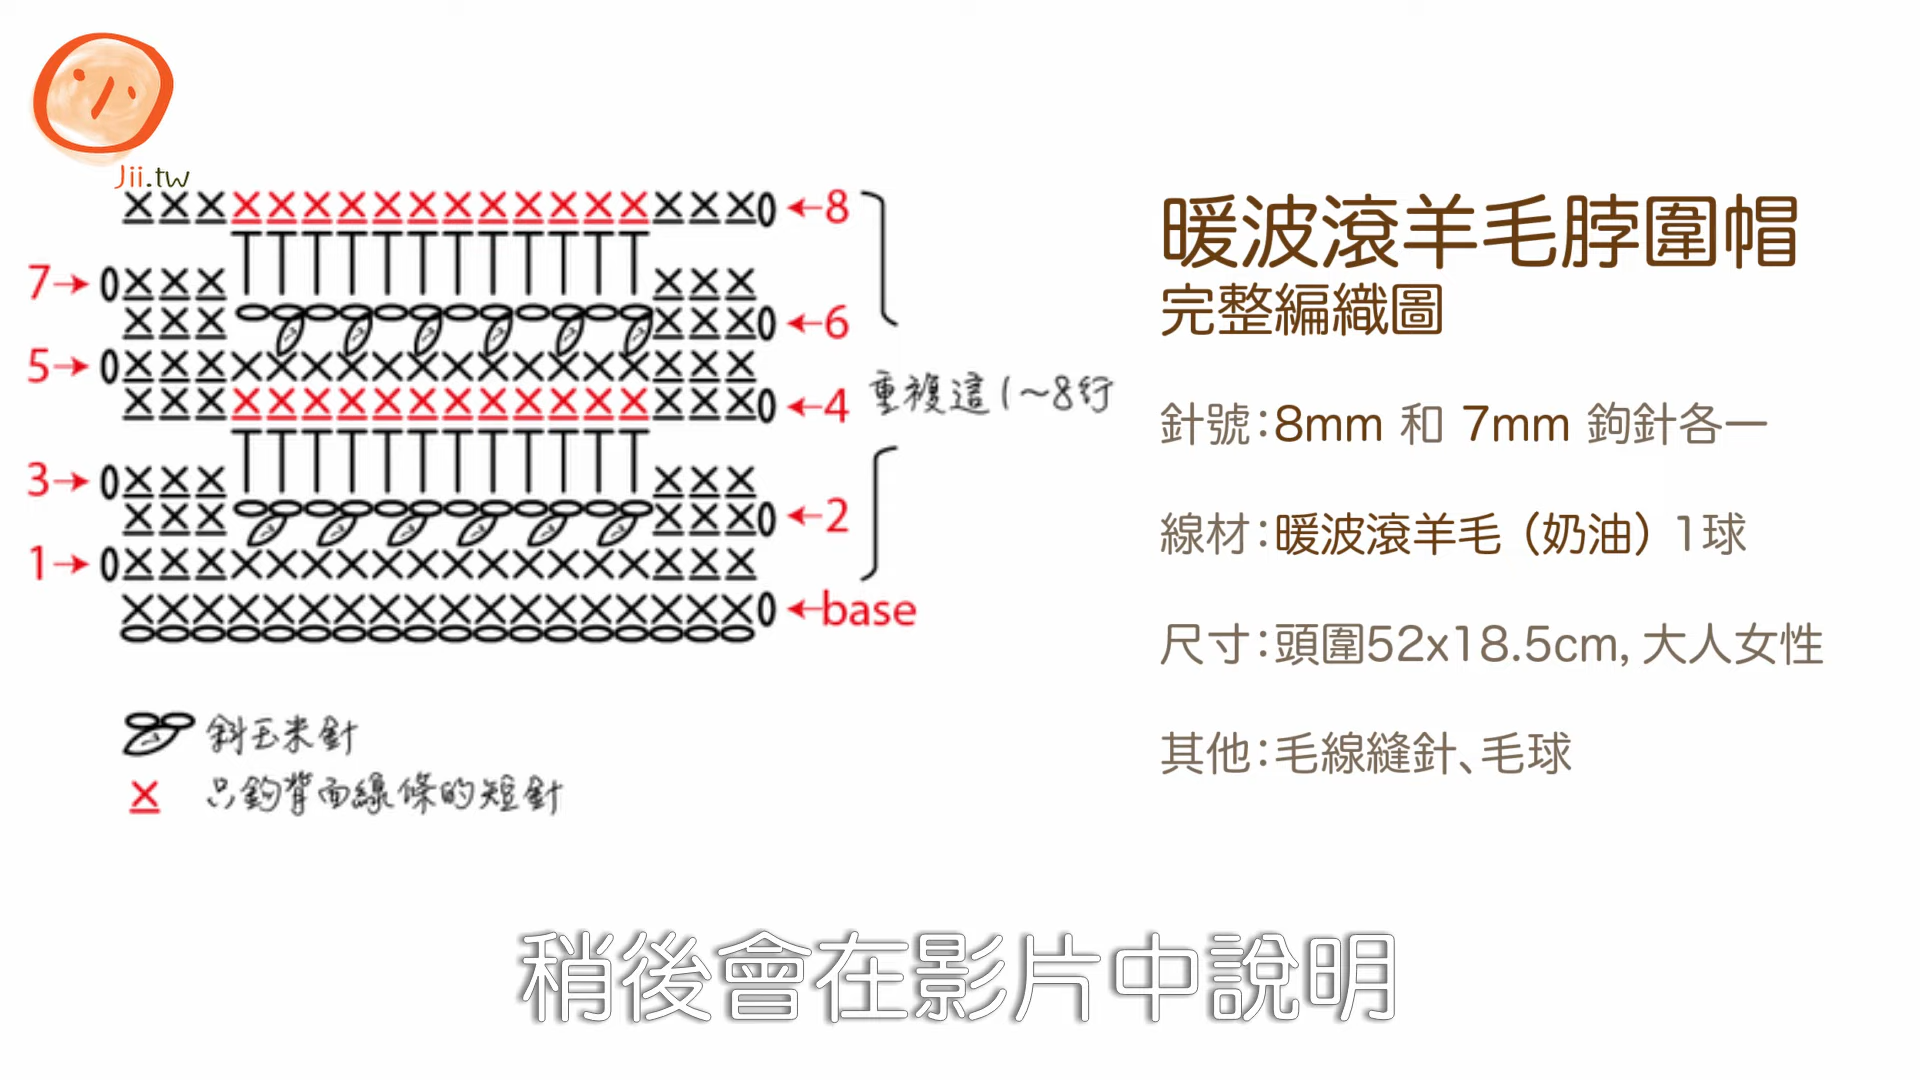 Jii.tw
8
7
6
5
4
重複這1~8行
3
2
1
base
斜玉米針
只鉤背面線條的短針
暖波滾羊毛脖圍帽
完整編織圖
針號:8mm 和 7mm 鉤針各一
線材:暖波滾羊毛（奶油）1球
尺寸:頭圍52x18.5cm, 大人女性
其他:毛線縫針、毛球
稍後會在影片中說明